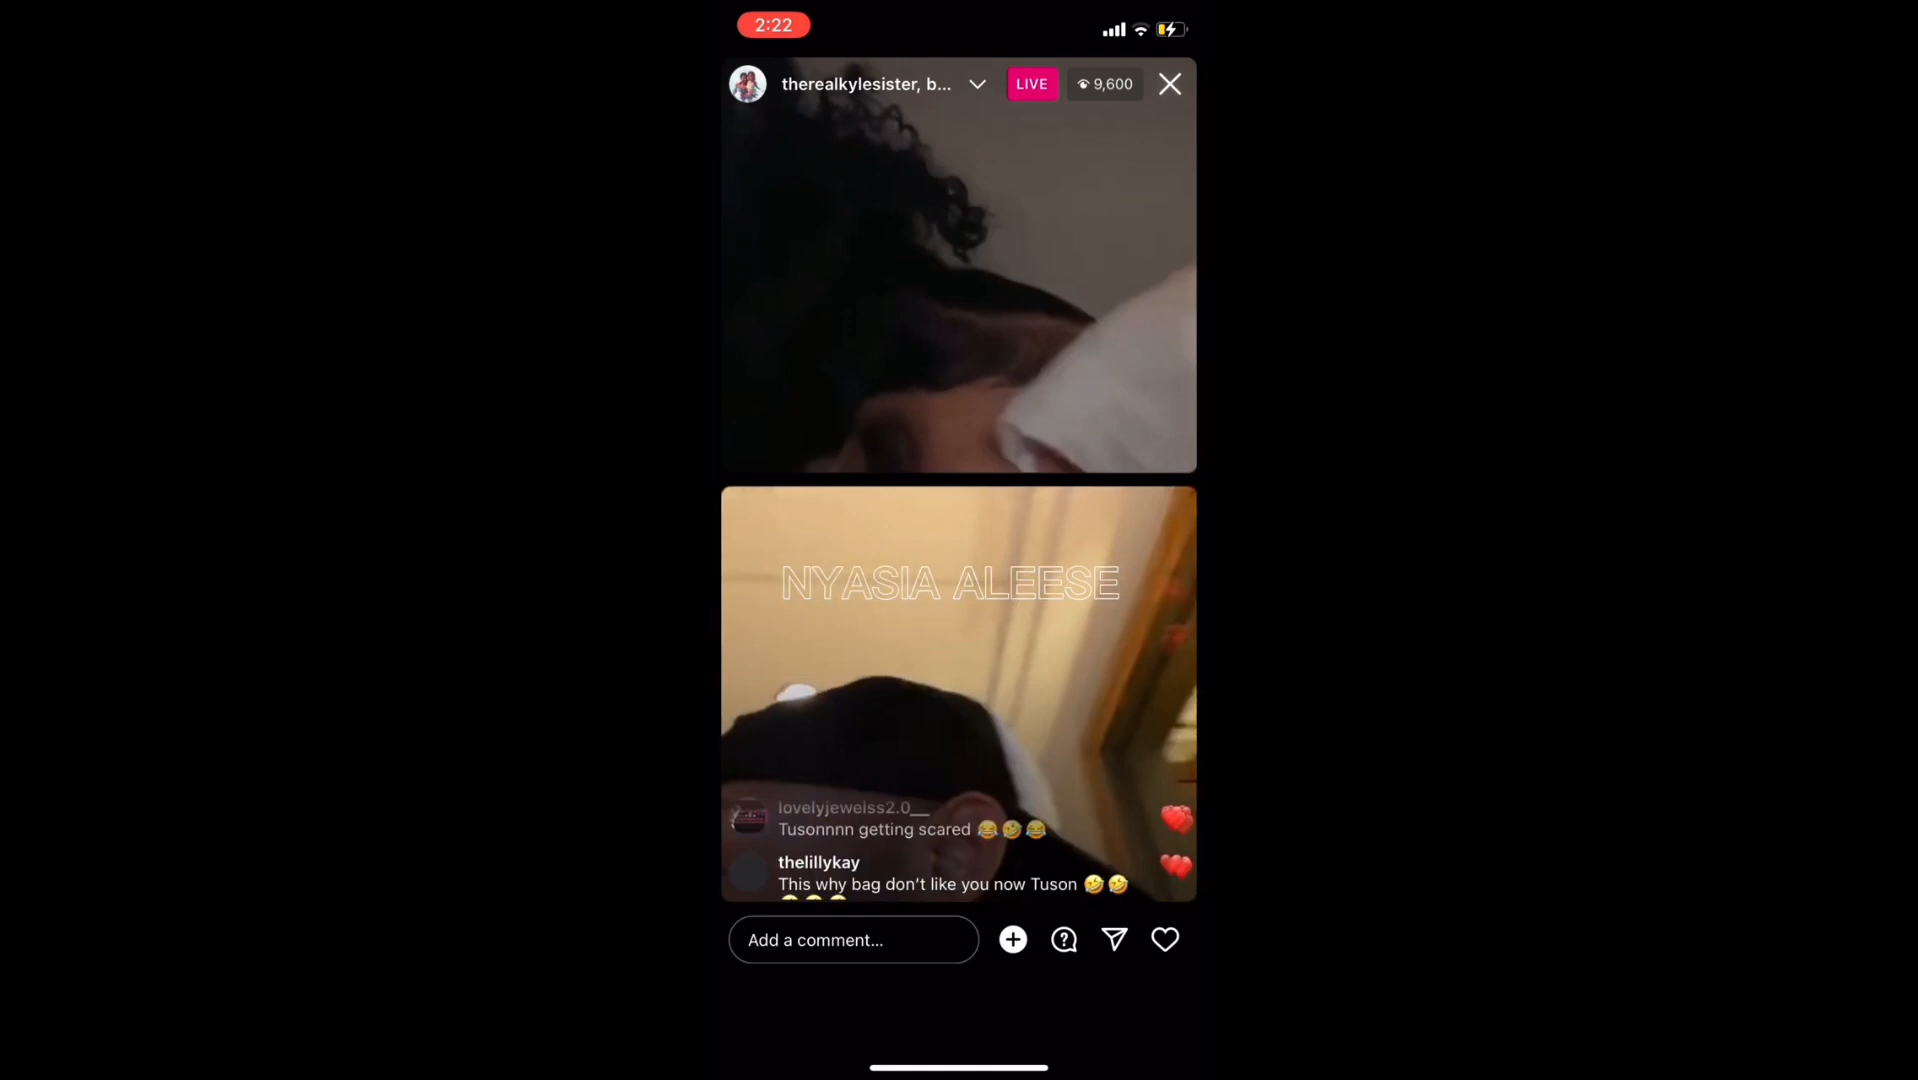 2:22
therealkylesister, b...
LIVE
9,600
NYASIA ALEESE
lovelyjewelss2.0__
Tusonnnn getting scared 😂🤣😂
thelillykay
This why bag don’t like you now Tuson 🤣🤣
Add a comment...